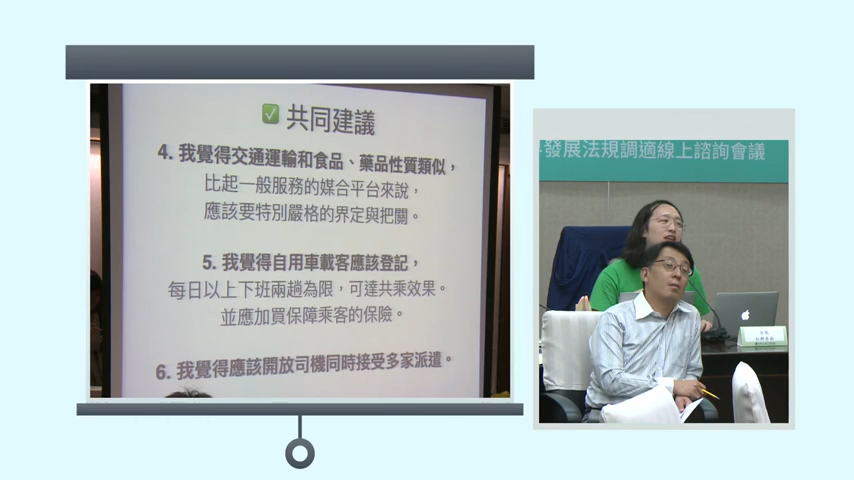 共同建議
4. 我覺得交通運輸和食品、藥品性質類似，
比起一般服務的媒合平台來說，
應該要特別嚴格的界定與把關。
5. 我覺得自用車載客應該登記，
每日以上下班兩趟為限，可達共乘效果。
並應加買保障乘客的保險。
6. 我覺得應該開放司機同時接受多家派遣。
發展法規調適線上諮詢會議